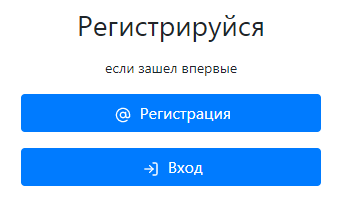 Регистрируйся
если зашел впервые
Регистрация
Вход